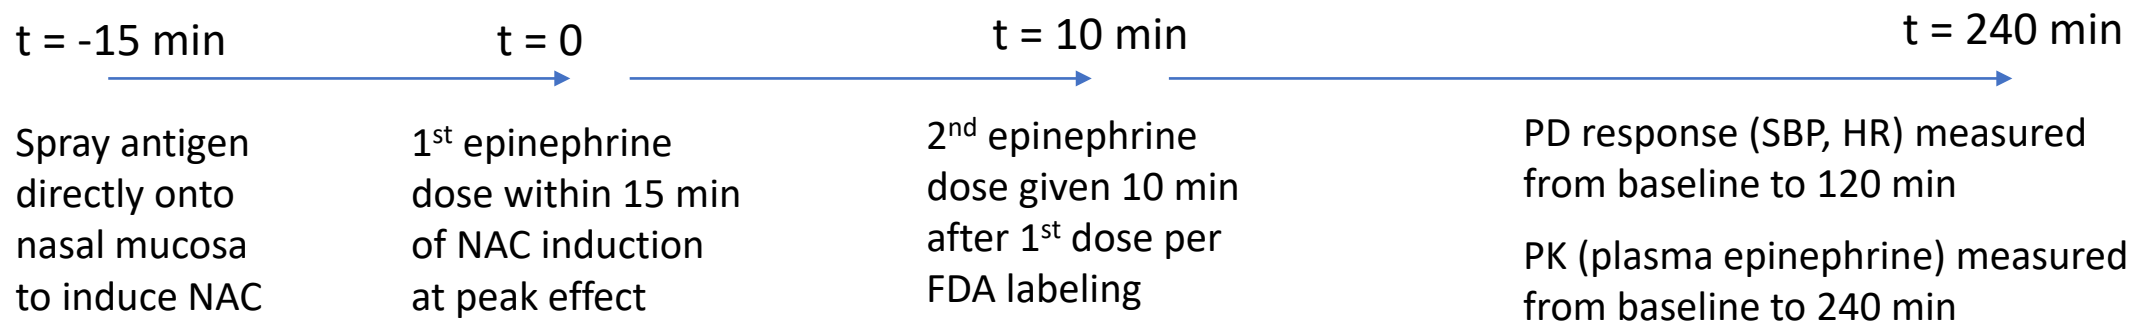 t = -15 min
t = 0
t = 10 min
t = 240 min
Spray antigen
directly onto
nasal mucosa
to induce NAC
1st epinephrine
dose within 15 min
of NAC induction
at peak effect
2nd epinephrine
dose given 10 min
after 1st dose per
FDA labeling
PD response (SBP, HR) measured
from baseline to 120 min
PK (plasma epinephrine) measured
from baseline to 240 min